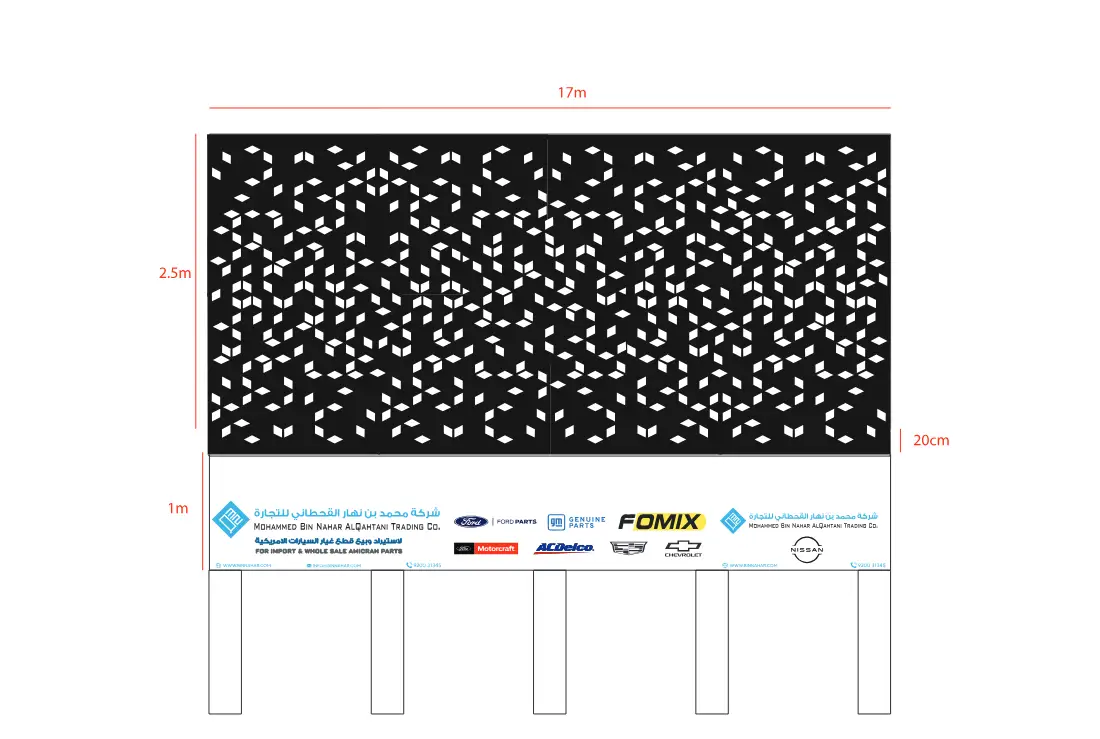 17m
2.5m
20cm
1m
شركة محمد بن نهار القحطاني للتجارة
MOHAMMED BIN NAHAR ALQAHTANI TRADING CO.
لاستيراد وبيع قطع غيار السيارات الامريكية
FOR IMPORT & WHOLE SALE AMICRAM PARTS
Ford | FORD PARTS
gm GENUINE PARTS
FOMIX
Motorcraft
ACDelco
CHEVROLET
شركة محمد بن نهار القحطاني للتجارة
MOHAMMED BIN NAHAR ALQAHTANI TRADING CO.
NISSAN